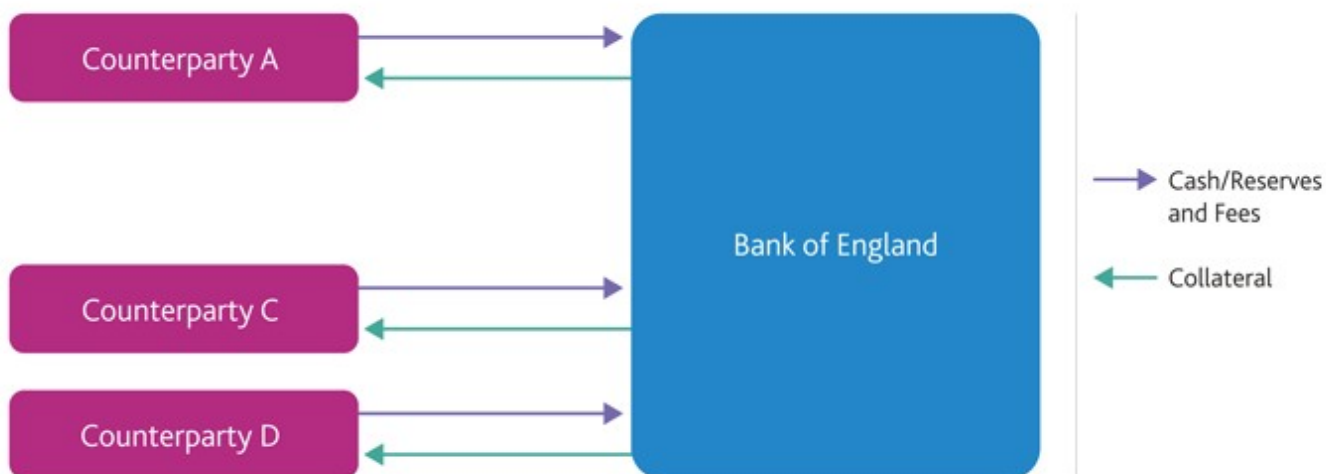 Counterparty A
Cash/Reserves
and Fees
Bank of England
Collateral
Counterparty C
Counterparty D